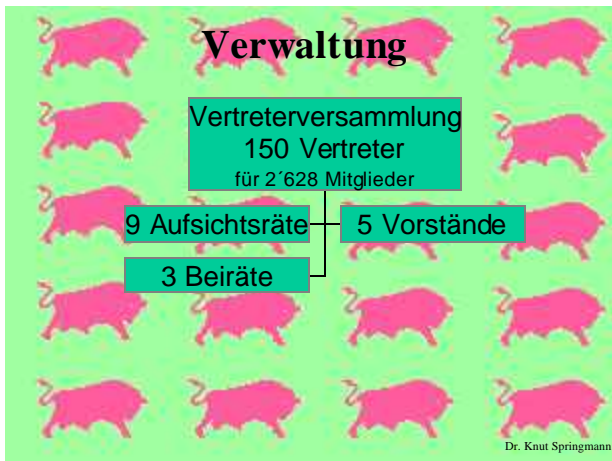 Verwaltung
Vertreterversammlung
150 Vertreter
für 2´628 Mitglieder
9 Aufsichtsräte
5 Vorstände
3 Beiräte
Dr. Knut Springmann